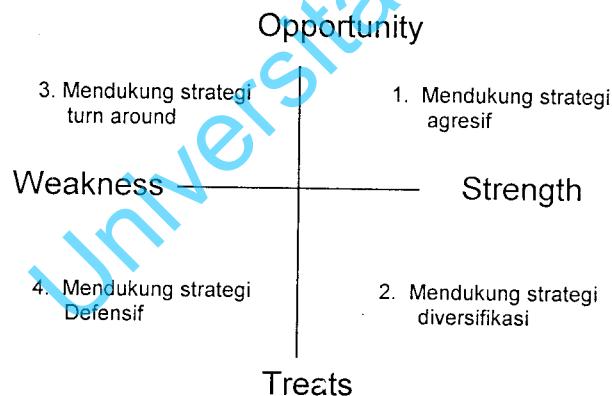 Opportunity
3. Mendukung strategi
turn around
1. Mendukung strategi
agresif
Weakness
Strength
4. Mendukung strategi
Defensif
2. Mendukung strategi
diversifikasi
Treats
Universita